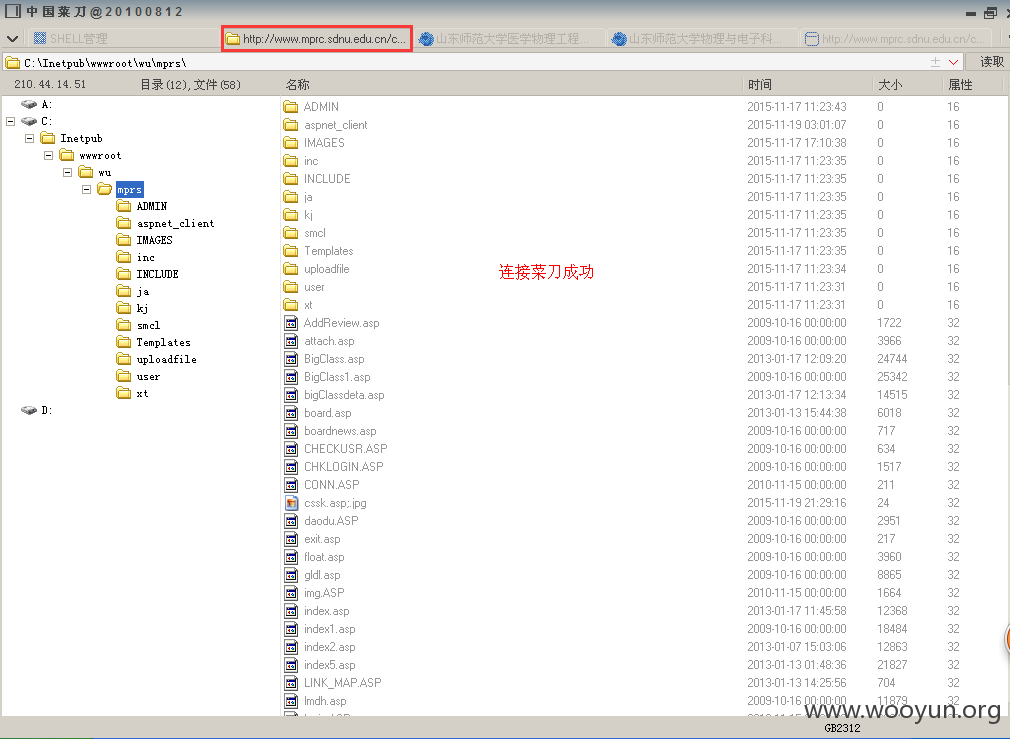 中国菜刀@20100812
SHELL管理
http://www.mprc.sdnu.edu.cn/c...
山东师范大学医学物理工程...
山东师范大学物理与电子科...
http://www.mprc.sdnu.edu.cn/c...
C:\Inetpub\wwwroot\wu\mprs\
读取
210.44.14.51 目录(12),文件(58)
名称 时间 大小 属性
A:
C:
Inetpub
wwwroot
wu
mprs
ADMIN
aspnet_client
IMAGES
inc
INCLUDE
ja
kj
smcl
Templates
uploadfile
user
xt
D:
ADMIN 2015-11-17 11:23:43 0 16
aspnet_client 2015-11-19 03:01:07 0 16
IMAGES 2015-11-17 17:10:38 0 16
inc 2015-11-17 11:23:35 0 16
INCLUDE 2015-11-17 11:23:35 0 16
ja 2015-11-17 11:23:35 0 16
kj 2015-11-17 11:23:35 0 16
smcl 2015-11-17 11:23:35 0 16
Templates 2015-11-17 11:23:35 0 16
uploadfile 2015-11-17 11:23:34 0 16
连接菜刀成功
user 2015-11-17 11:23:31 0 16
xt 2015-11-17 11:23:31 0 16
AddReview.asp 2009-10-16 00:00:00 1722 32
attach.asp 2009-10-16 00:00:00 3966 32
BigClass.asp 2013-01-17 12:09:20 24744 32
BigClass1.asp 2009-10-16 00:00:00 25342 32
bigClassdeta.asp 2013-01-17 12:13:34 14515 32
board.asp 2013-01-13 15:44:38 6018 32
boardnews.asp 2009-10-16 00:00:00 717 32
CHECKUSR.ASP 2009-10-16 00:00:00 634 32
CHKLOGIN.ASP 2009-10-16 00:00:00 1517 32
CONN.ASP 2010-11-15 00:00:00 211 32
cssk.asp;.jpg 2015-11-19 21:29:16 24 32
daodu.ASP 2009-10-16 00:00:00 2951 32
exit.asp 2009-10-16 00:00:00 217 32
float.asp 2009-10-16 00:00:00 3960 32
gldl.asp 2009-10-16 00:00:00 8865 32
img.ASP 2010-11-15 00:00:00 1664 32
index.asp 2013-01-17 11:45:58 12368 32
index1.asp 2009-10-16 00:00:00 18484 32
index2.asp 2013-01-07 15:03:06 12863 32
index5.asp 2013-01-13 01:48:36 21827 32
LINK_MAP.ASP 2013-01-13 14:25:56 704 32
lmdh.asp 2009-10-16 00:00:00 11879 32
www.wooyun.org
GB2312